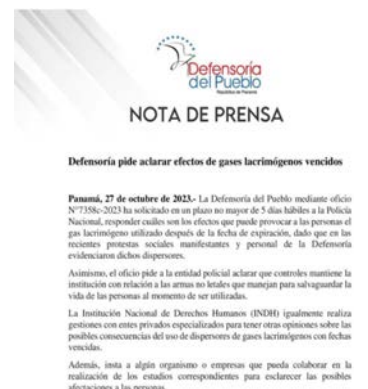 Defensoría
del Pueblo
República de Panamá
NOTA DE PRENSA
Defensoría pide aclarar efectos de gases lacrimógenos vencidos
Panamá, 27 de octubre de 2023.- La Defensoría del Pueblo mediante oficio
N°7358c-2023 ha solicitado en un plazo no mayor de 5 días hábiles a la Policía
Nacional, responder cuáles son los efectos que puede provocar a las personas el
gas lacrimógeno utilizado después de la fecha de expiración, dado que en las
recientes protestas sociales manifestantes y personal de la Defensoría
evidenciaron dichos dispersores.
Asimismo, el oficio pide a la entidad policial aclarar que controles mantiene la
institución con relación a las armas no letales que manejan para salvaguardar la
vida de las personas al momento de ser utilizadas.
La Institución Nacional de Derechos Humanos (INDH) igualmente realiza
gestiones con entes privados especializados para tener otras opiniones sobre las
posibles consecuencias del uso de dispersores de gases lacrimógenos con fechas
vencidas.
Además, insta a algún organismo o empresas que pueda colaborar en la
realización de los estudios correspondientes para esclarecer las posibles
afectaciones a las personas.